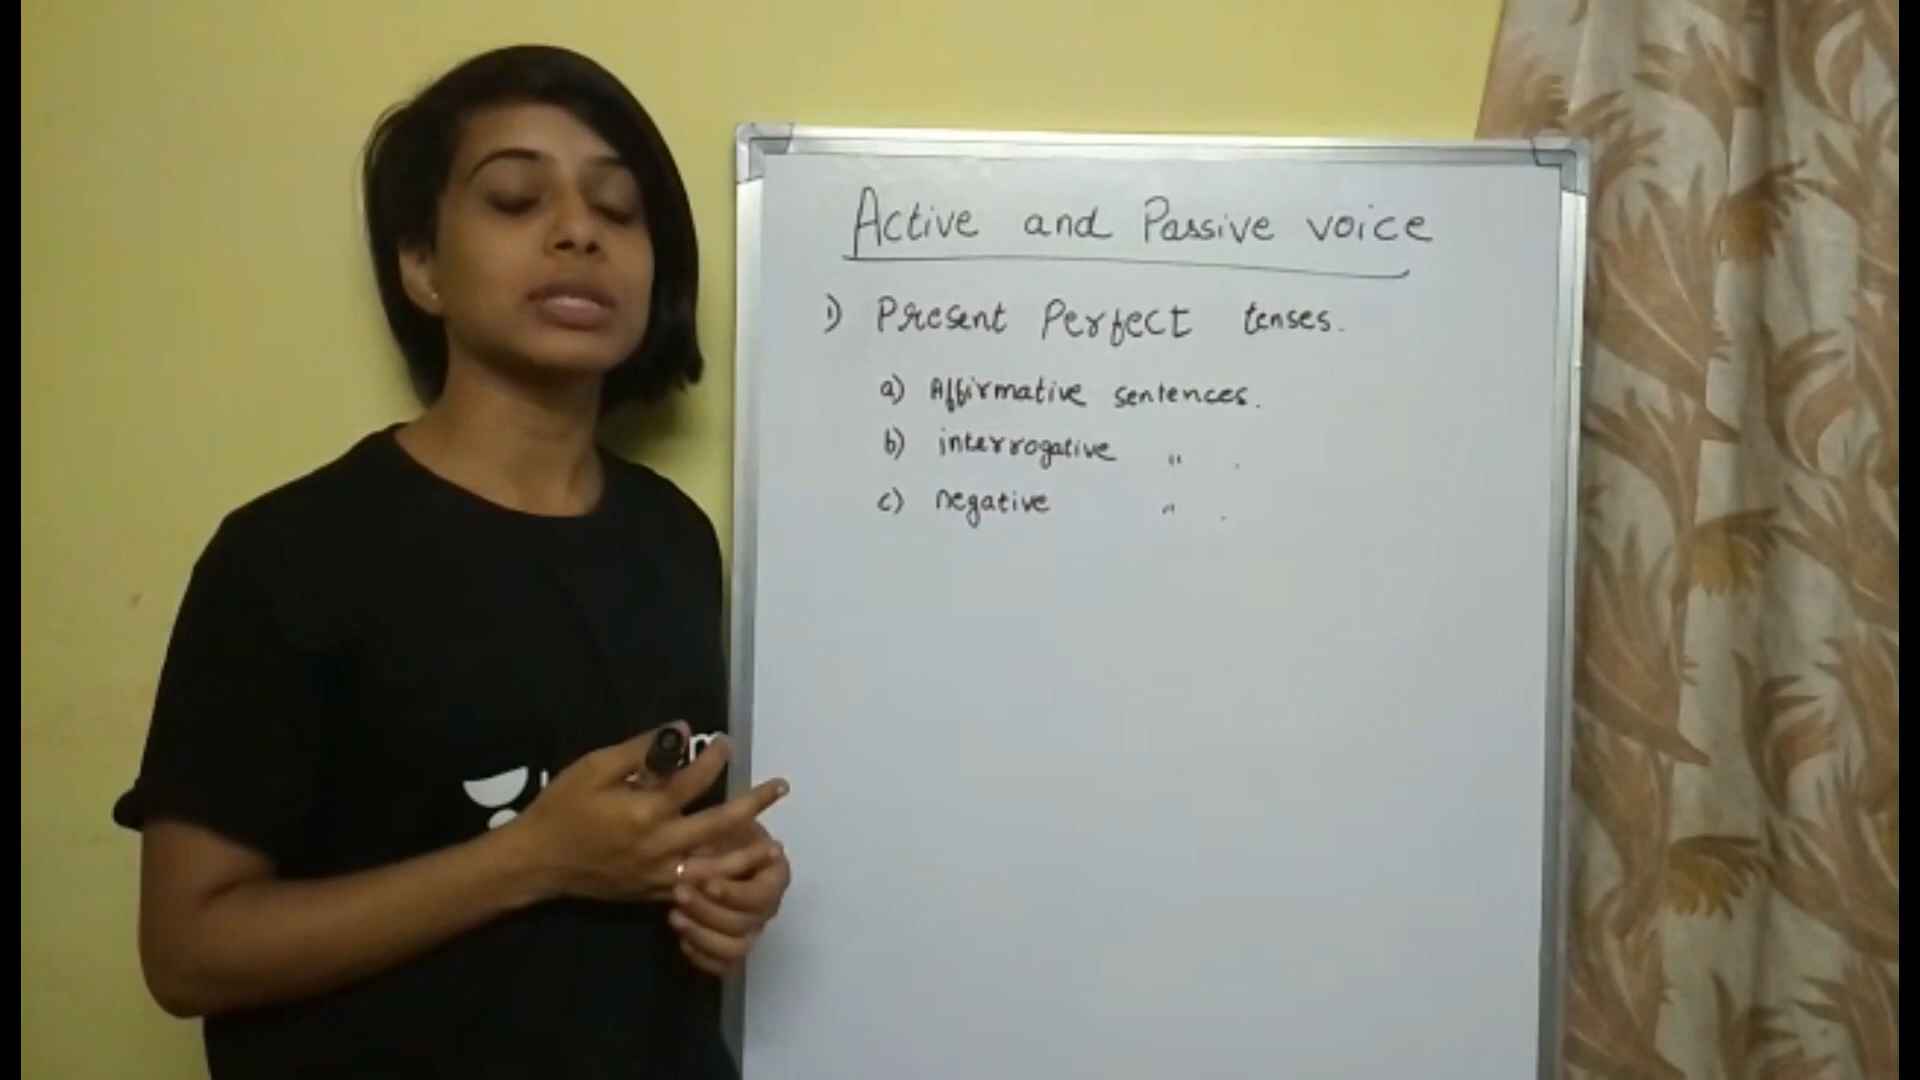 Active and Passive voice
1) Present Perfect tenses.
a) Affirmative sentences.
b) interrogative " .
c) negative " .